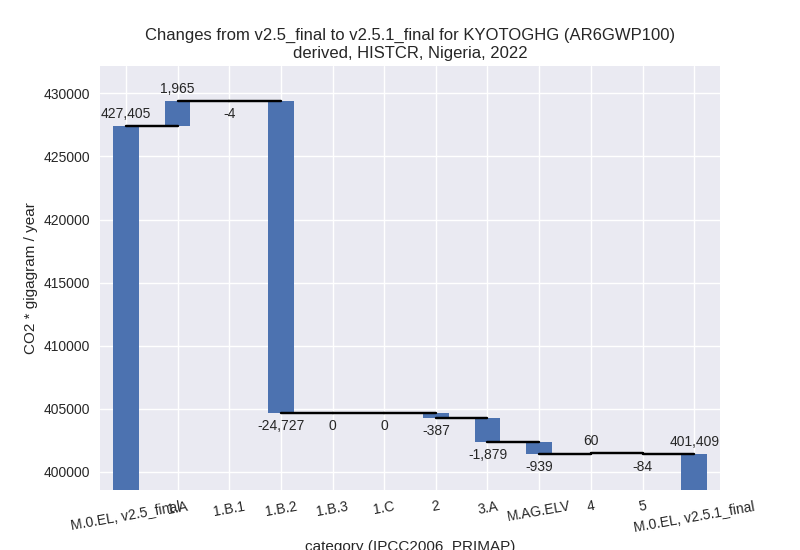 Changes from v2.5_final to v2.5.1_final for KYOTOGHG (AR6GWP100)
derived, HISTCR, Nigeria, 2022
CO2 * gigagram / year
430000
425000
420000
415000
410000
405000
400000
427,405
1,965
-4
-24,727
0
0
-387
-1,879
-939
60
-84
401,409
M.0.EL, v2.5_final
1.A
1.B.1
1.B.2
1.B.3
1.C
2
3.A
M.AG.ELV
4
5
M.0.EL, v2.5.1_final
category (IPCC2006_PRIMAP)